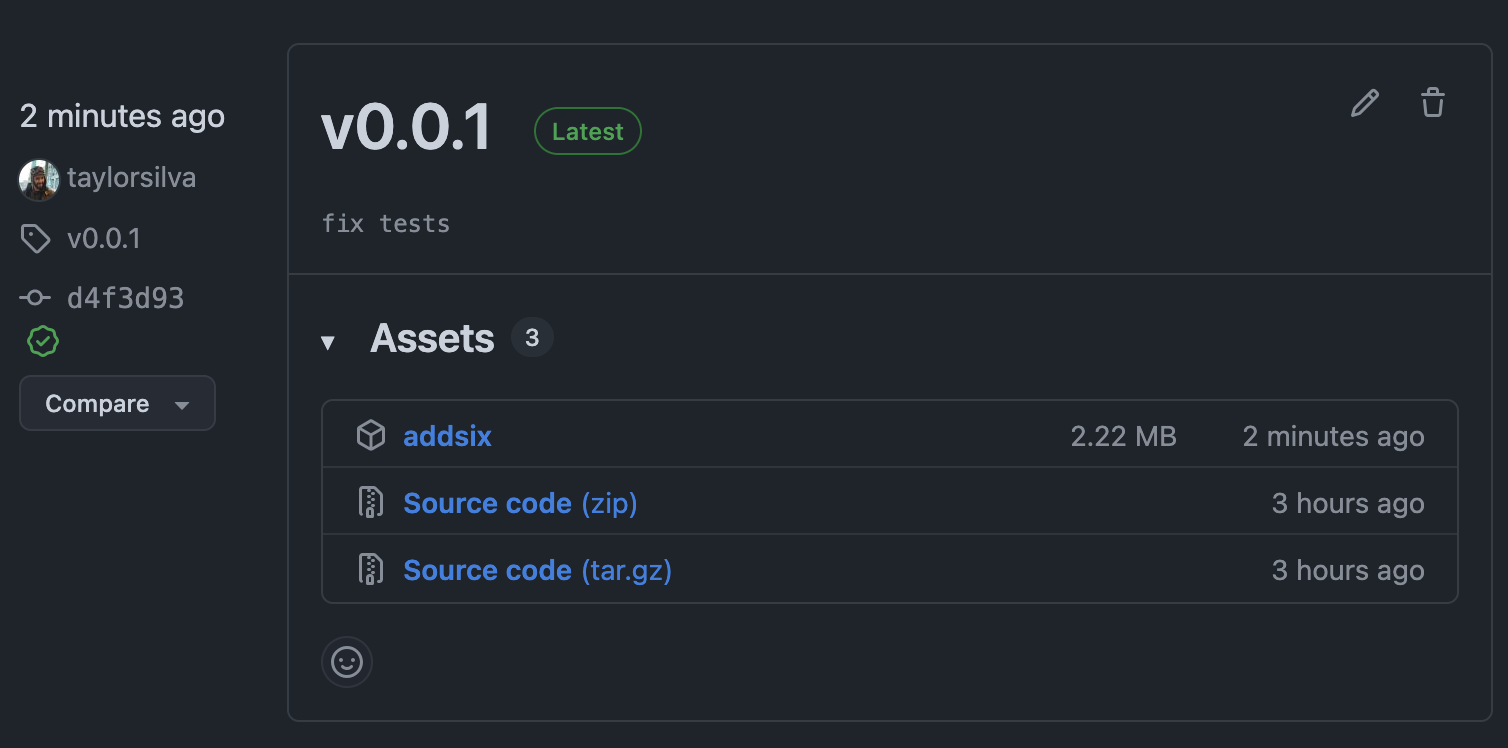 2 minutes ago
taylorsilva
v0.0.1
d4f3d93
Compare
v0.0.1 Latest
fix tests
Assets 3
addsix 2.22 MB 2 minutes ago
Source code (zip) 3 hours ago
Source code (tar.gz) 3 hours ago